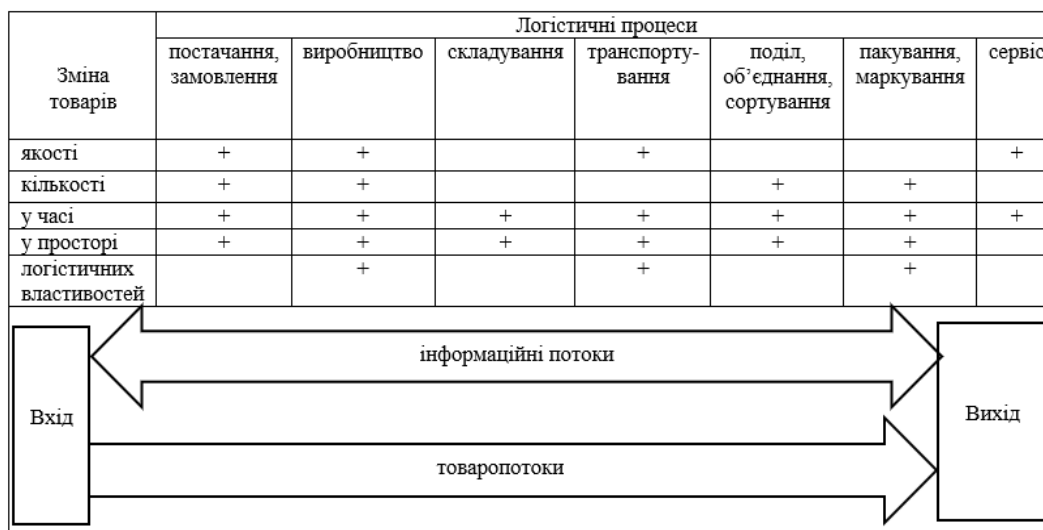 Логістичні процеси
Зміна
товарів
постачання,
замовлення
виробництво
складування
транспорту-
вання
поділ,
об’єднання,
сортування
пакування,
маркування
сервіс
якості + + + +
кількості + + + +
у часі + + + + + + +
у просторі + + + + + +
логістичних
властивостей + + +
інформаційні потоки
Вхід
Вихід
товаропотоки